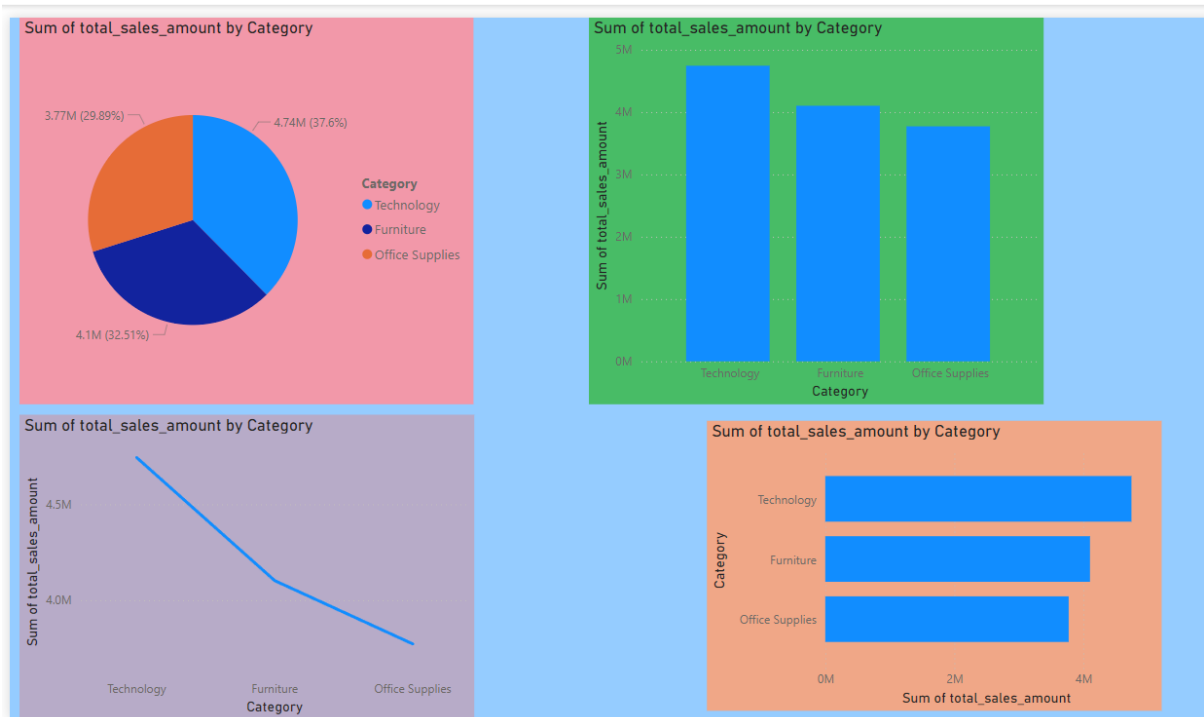 Sum of total_sales_amount by Category
3.77M (29.89%)
4.74M (37.6%)
4.1M (32.51%)
Category
Technology
Furniture
Office Supplies
Sum of total_sales_amount by Category
Sum of total_sales_amount
5M
4M
3M
2M
1M
0M
Technology Furniture Office Supplies
Category
Sum of total_sales_amount by Category
Sum of total_sales_amount
4.5M
4.0M
Technology Furniture Office Supplies
Category
Sum of total_sales_amount by Category
Category
Technology
Furniture
Office Supplies
0M 2M 4M
Sum of total_sales_amount